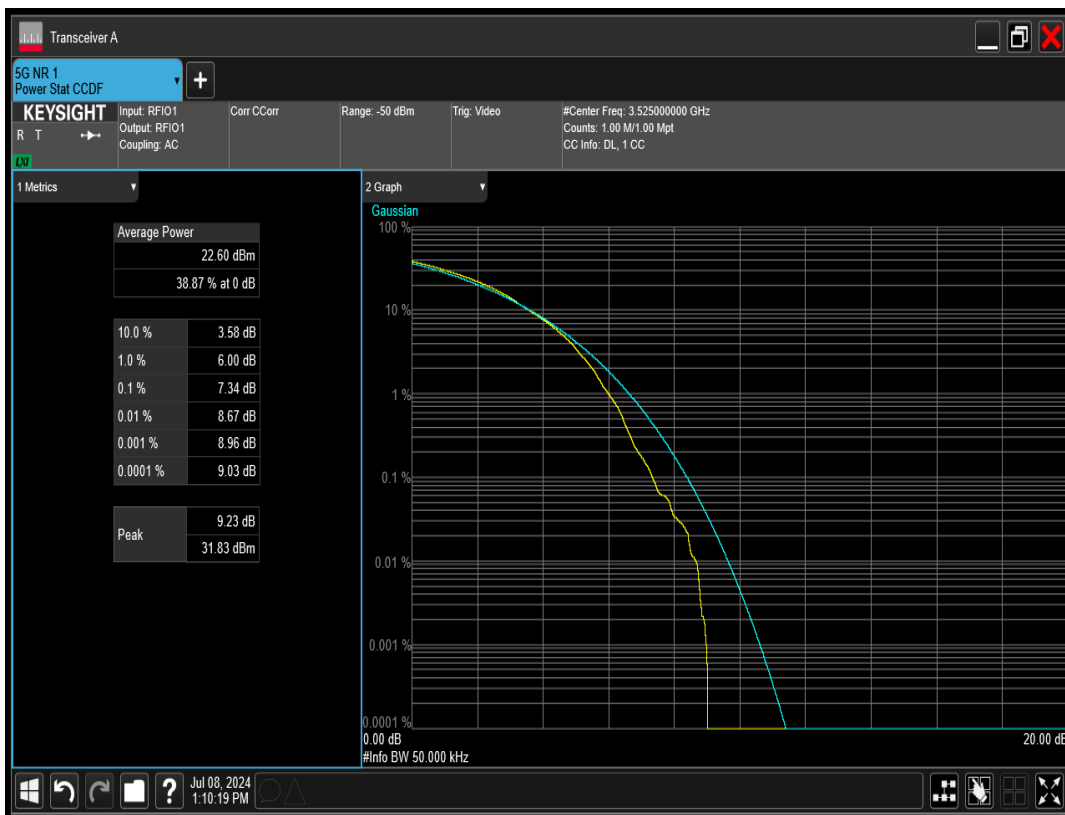 Transceiver A
5G NR 1
Power Stat CCDF
+
KEYSIGHT
R T
LXI
Input: RFIO1
Output: RFIO1
Coupling: AC
Corr CCorr
Range: -50 dBm
Trig: Video
#Center Freq: 3.525000000 GHz
Counts: 1.00 M/1.00 Mpt
CC Info: DL, 1 CC
1 Metrics
Average Power
22.60 dBm
38.87 % at 0 dB
10.0 % 3.58 dB
1.0 % 6.00 dB
0.1 % 7.34 dB
0.01 % 8.67 dB
0.001 % 8.96 dB
0.0001 % 9.03 dB
Peak
9.23 dB
31.83 dBm
2 Graph
Gaussian
100 %
10 %
1 %
0.1 %
0.01 %
0.001 %
0.0001 %
0.00 dB
20.00 dB
#Info BW 50.000 kHz
?
Jul 08, 2024
1:10:19 PM